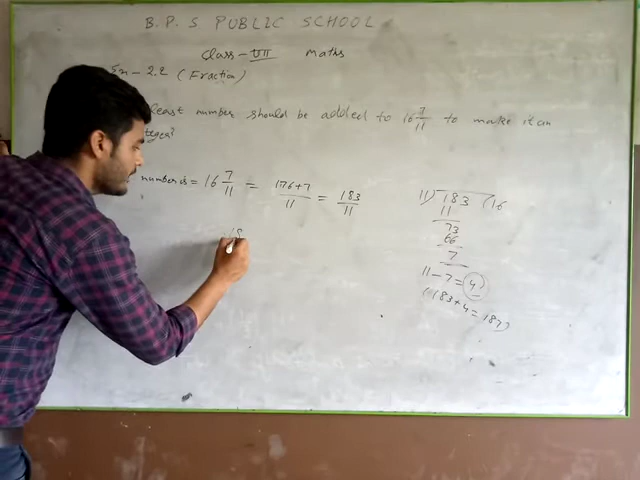 B. P. S PUBLIC SCHOOL
Class - VII Maths
Ex - 2.2 (Fraction)
least number should be added to 16 7/11 to make it an
teger?
number is = 16 7/11 = 176+7/11 = 183/11
18
11) 183 (16
11
73
66
7
11 - 7 = 4
(183 + 4 = 187)